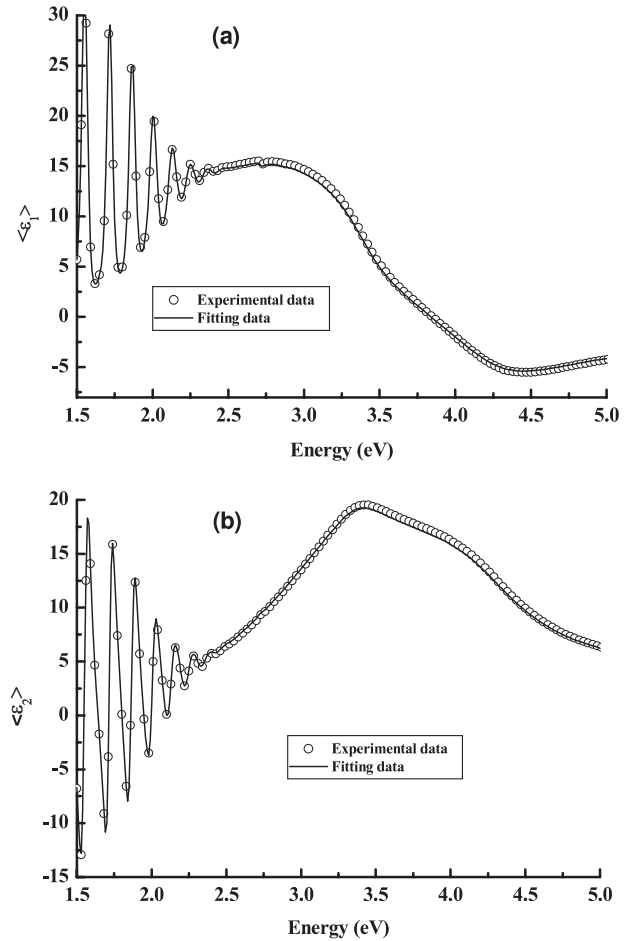 (a)
30
25
20
15
10
5
0
-5
<ε1>
Experimental data
Fitting data
1.5 2.0 2.5 3.0 3.5 4.0 4.5 5.0
Energy (eV)
(b)
20
15
10
5
0
-5
-10
-15
<ε2>
Experimental data
Fitting data
1.5 2.0 2.5 3.0 3.5 4.0 4.5 5.0
Energy (eV)